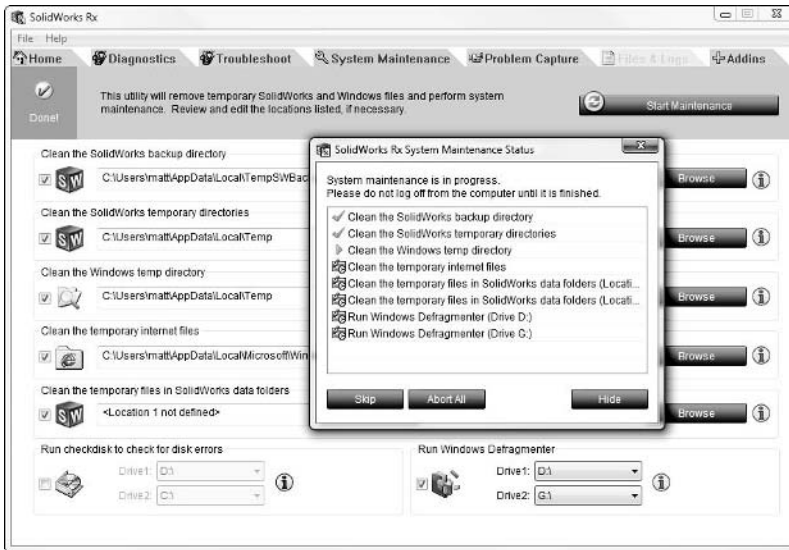 SolidWorks Rx
File Help
Home Diagnostics Troubleshoot System Maintenance Problem Capture Files & Logs Addins
Done!
This utility will remove temporary SolidWorks and Windows files and perform system
maintenance. Review and edit the locations listed, if necessary.
Start Maintenance
Clean the SolidWorks backup directory
C:\Users\matt\AppData\Local\TempSWBac
Browse
Clean the SolidWorks temporary directories
C:\Users\matt\AppData\Local\Temp
Browse
Clean the Windows temp directory
C:\Users\matt\AppData\Local\Temp
Browse
Clean the temporary internet files
C:\Users\matt\AppData\Local\Microsoft\Win
Browse
Clean the temporary files in SolidWorks data folders
<Location 1 not defined>
Browse
SolidWorks Rx System Maintenance Status
System maintenance is in progress.
Please do not log off from the computer until it is finished.
Clean the SolidWorks backup directory
Clean the SolidWorks temporary directories
Clean the Windows temp directory
Clean the temporary internet files
Clean the temporary files in SolidWorks data folders (Locati...
Clean the temporary files in SolidWorks data folders (Locati...
Run Windows Defragmenter (Drive D:)
Run Windows Defragmenter (Drive G:)
Skip Abort All Hide
Run checkdisk to check for disk errors
Drive1: D:\
Drive2: C:\
Run Windows Defragmenter
Drive1: D:\
Drive2: G:\